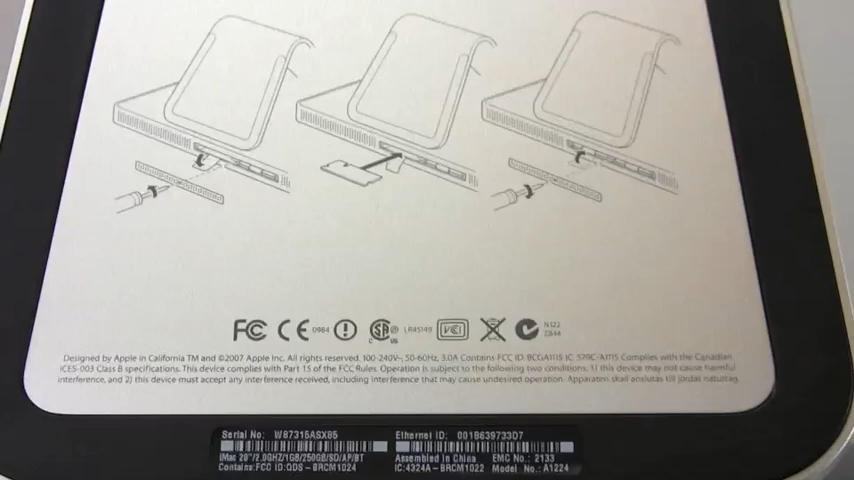 FC CE 0984 SA C US LR45149 VCI N122
Designed by Apple in California TM and ©2007 Apple Inc. All rights reserved. 100-240V~, 50-60Hz, 3.0A Contains FCC ID: BCGA1115 IC: 579C-A1115 Complies with the Canadian
ICES-003 Class B specifications. This device complies with Part 15 of the FCC Rules. Operation is subject to the following two conditions: 1) this device may not cause harmful
interference, and 2) this device must accept any interference received, including interference that may cause undesired operation. Apparaten skall anslutas till jordat nätuttag.
Serial No: W87315ASX85 Ethernet ID: 001B639733D7
iMac 20"/2.0GHZ/1GB/250GB/SD/AP/BT Assembled in China EMC No.: 2133
Contains:FCC ID:QDS - BRCM1024 IC:4324A - BRCM1022 Model No.: A1224